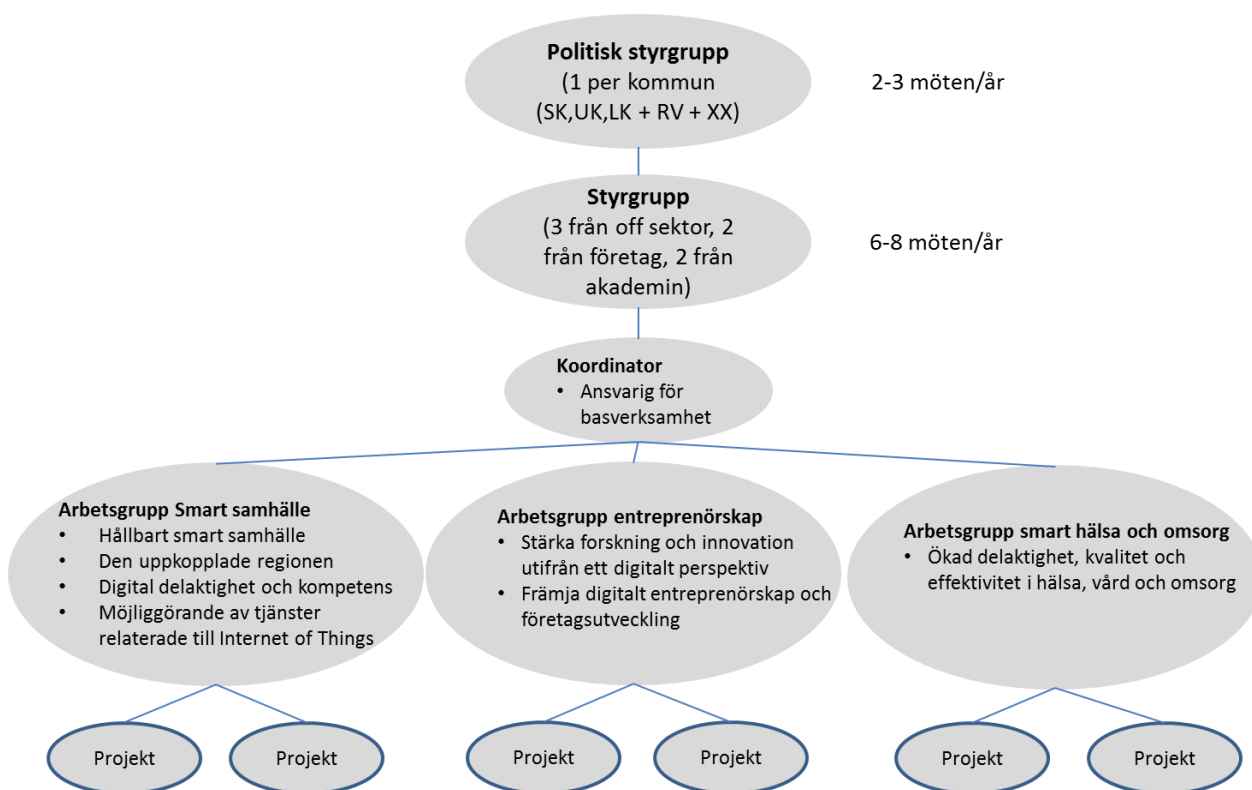 Politisk styrgrupp
(1 per kommun
(SK,UK,LK + RV + XX)
2-3 möten/år
Styrgrupp
(3 från off sektor, 2
från företag, 2 från
akademin)
6-8 möten/år
Koordinator
• Ansvarig för
basverksamhet
Arbetsgrupp Smart samhälle
• Hållbart smart samhälle
• Den uppkopplade regionen
• Digital delaktighet och kompetens
• Möjliggörande av tjänster
relaterade till Internet of Things
Arbetsgrupp entreprenörskap
• Stärka forskning och innovation
utifrån ett digitalt perspektiv
• Främja digitalt entreprenörskap och
företagsutveckling
Arbetsgrupp smart hälsa och omsorg
• Ökad delaktighet, kvalitet och
effektivitet i hälsa, vård och omsorg
Projekt
Projekt
Projekt
Projekt
Projekt
Projekt